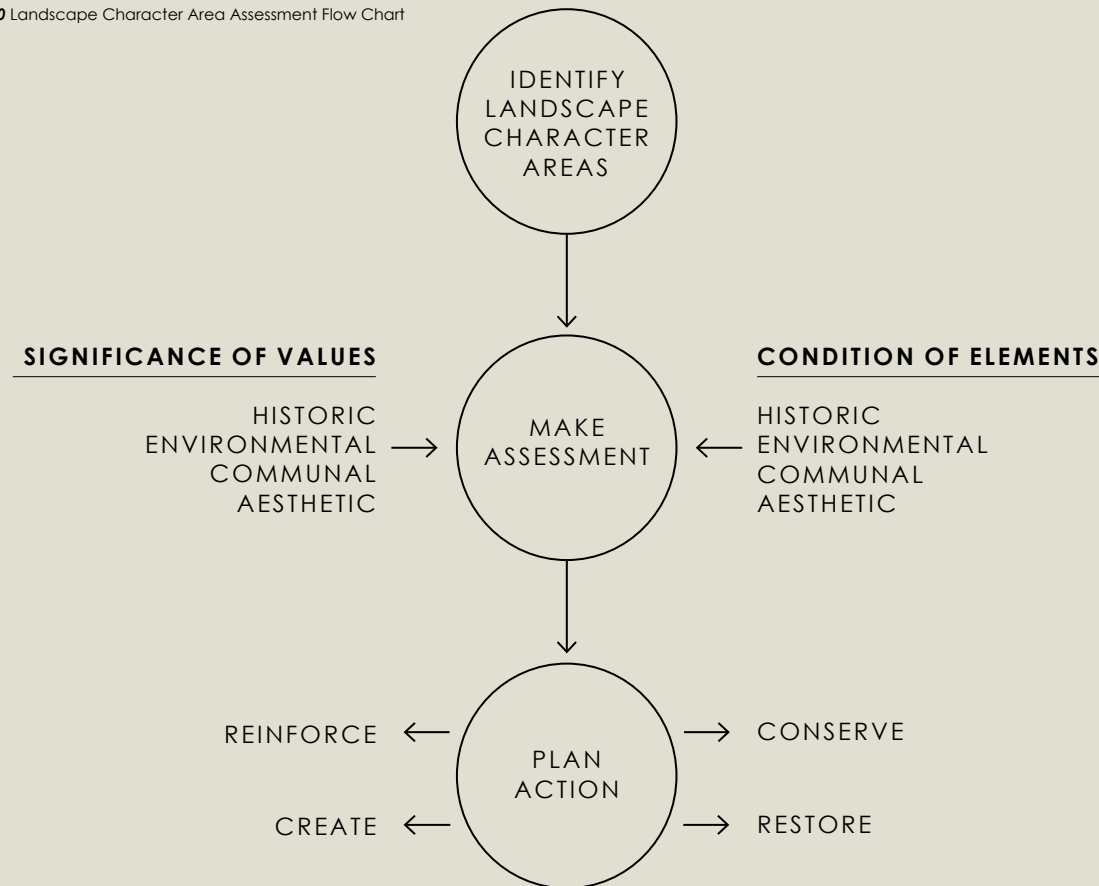 0 Landscape Character Area Assessment Flow Chart
IDENTIFY
LANDSCAPE
CHARACTER
AREAS
SIGNIFICANCE OF VALUES
HISTORIC
ENVIRONMENTAL
COMMUNAL
AESTHETIC
MAKE
ASSESSMENT
CONDITION OF ELEMENTS
HISTORIC
ENVIRONMENTAL
COMMUNAL
AESTHETIC
PLAN
ACTION
REINFORCE
CREATE
CONSERVE
RESTORE